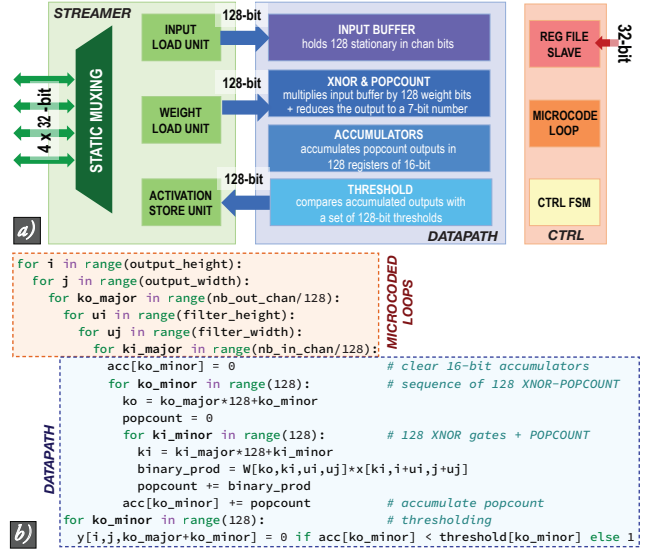 STREAMER
INPUT
LOAD UNIT
128-bit
INPUT BUFFER
holds 128 stationary in chan bits
REG FILE
SLAVE
32-bit
4 x 32 -bit
STATIC MUXING
WEIGHT
LOAD UNIT
128-bit
XNOR & POPCOUNT
multiplies input buffer by 128 weight bits
+ reduces the output to a 7-bit number
MICROCODE
LOOP
ACCUMULATORS
accumulates popcount outputs in
128 registers of 16-bit
ACTIVATION
STORE UNIT
128-bit
THRESHOLD
compares accumulated outputs with
a set of 128-bit thresholds
CTRL FSM
DATAPATH
CTRL
a)
for i in range(output_height):
for j in range(output_width):
for ko_major in range(nb_out_chan/128):
for ui in range(filter_height):
for uj in range(filter_width):
for ki_major in range(nb_in_chan/128):
MICROCODED
LOOPS
acc[ko_minor] = 0 # clear 16-bit accumulators
for ko_minor in range(128): # sequence of 128 XNOR-POPCOUNT
ko = ko_major*128+ko_minor
popcount = 0
for ki_minor in range(128): # 128 XNOR gates + POPCOUNT
ki = ki_major*128+ki_minor
binary_prod = W[ko,ki,ui,uj]*x[ki,i+ui,j+uj]
popcount += binary_prod
acc[ko_minor] += popcount # accumulate popcount
for ko_minor in range(128): # thresholding
y[i,j,ko_major+ko_minor] = 0 if acc[ko_minor] < threshold[ko_minor] else 1
DATAPATH
b)